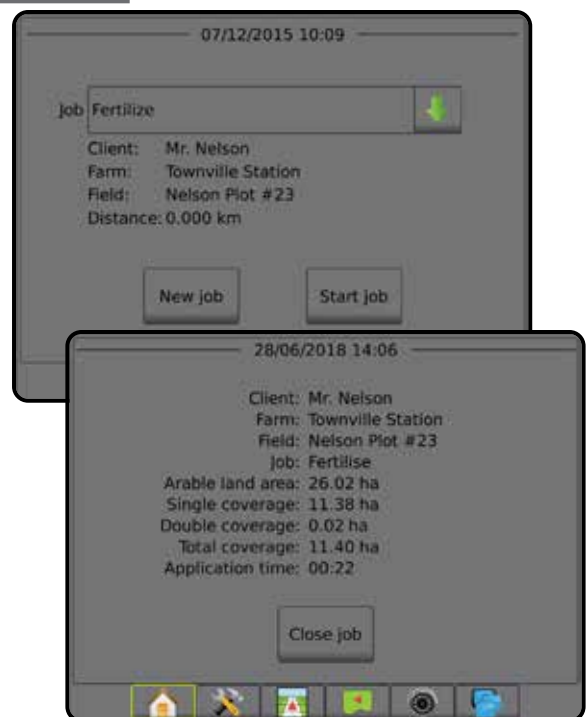 07/12/2015 10:09
Job Fertilize
Client: Mr. Nelson
Farm: Townville Station
Field: Nelson Plot #23
Distance: 0.000 km
New job Start job
28/06/2018 14:06
Client: Mr. Nelson
Farm: Townville Station
Field: Nelson Plot #23
Job: Fertilise
Arable land area: 26.02 ha
Single coverage: 11.38 ha
Double coverage: 0.02 ha
Total coverage: 11.40 ha
Application time: 00:22
Close job